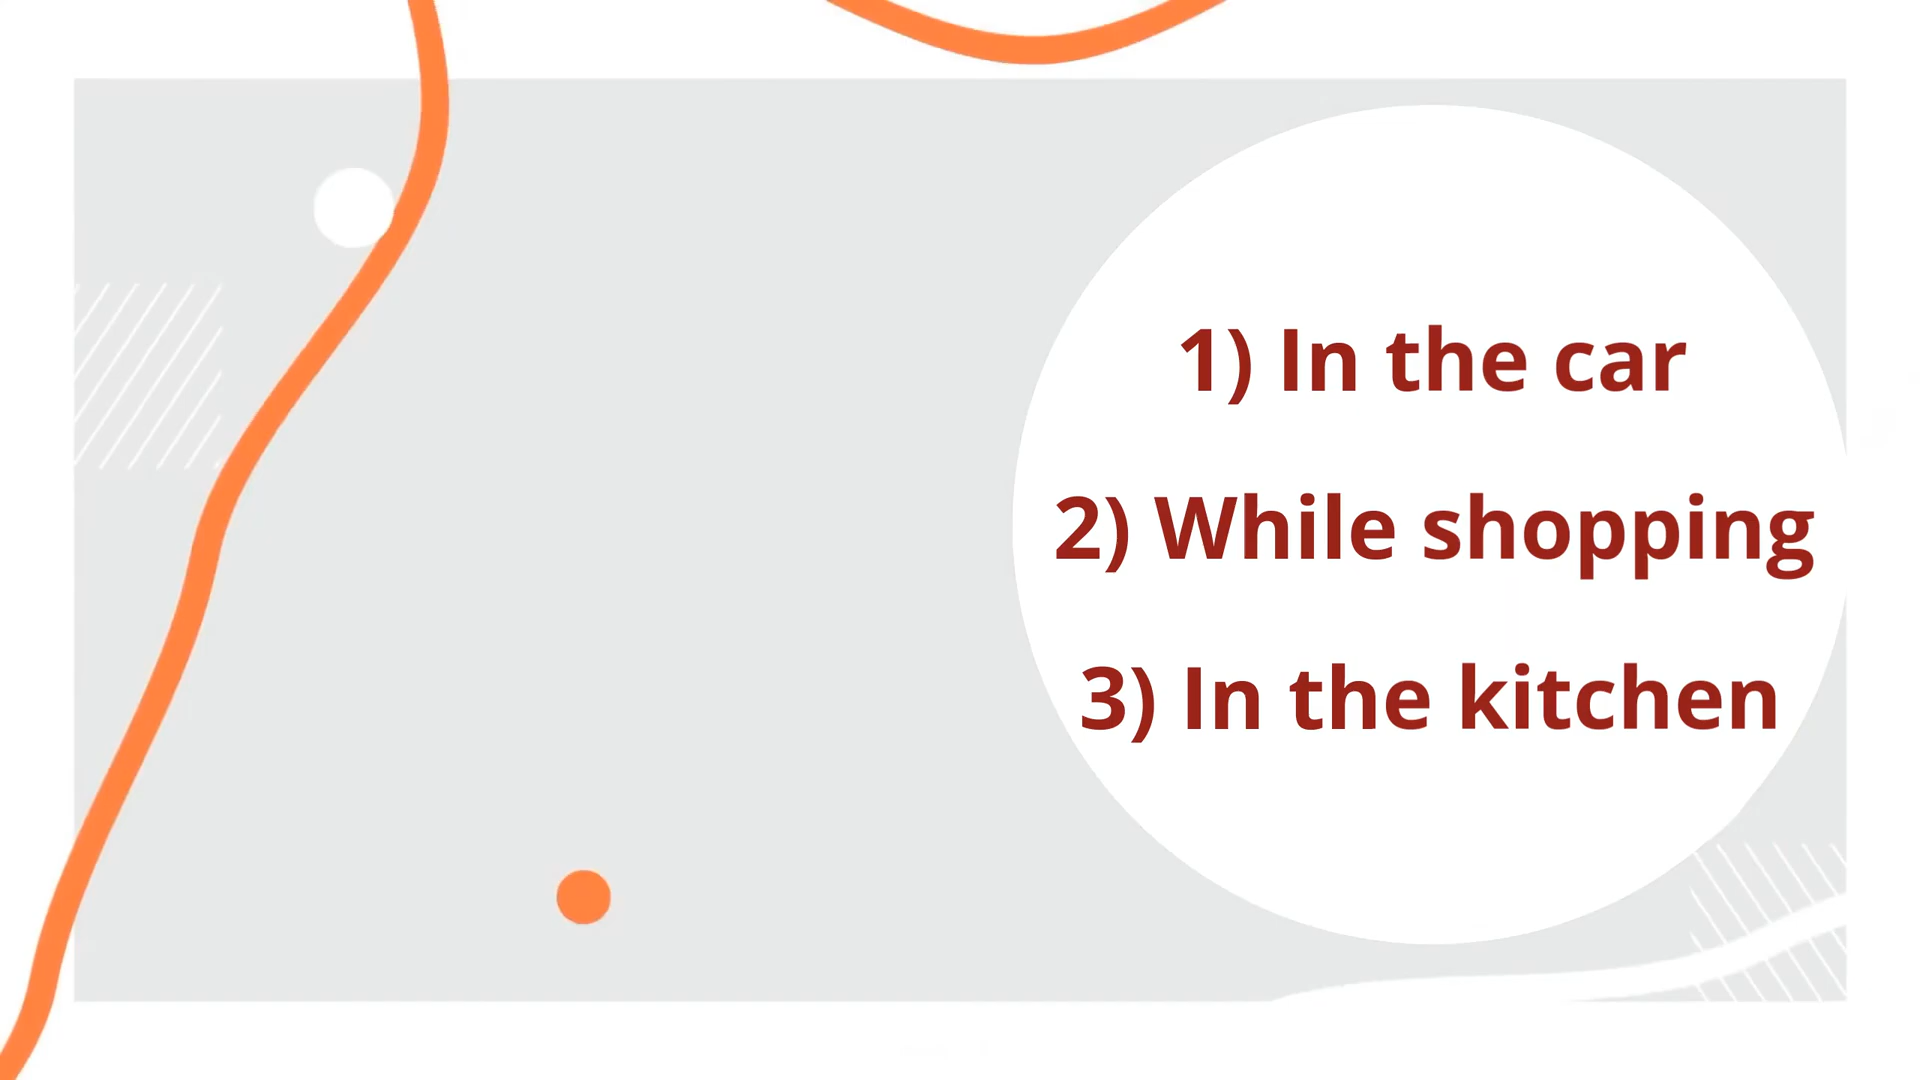 1) In the car
2) While shopping
3) In the kitchen